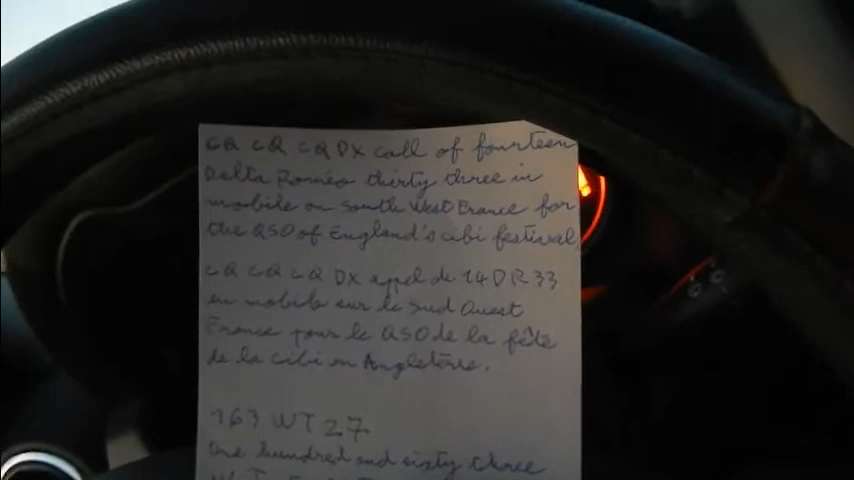 CQ CQ CQ DX call of fourteen
Delta Roméo thirty three in
mobile on South West France for
the QSO of England's cibi festival,
CQ CQ CQ DX appel de 14 DR 33
en mobile sur le Sud Ouest
France pour le QSO de la fête
de la cibi en Angleterre.
163 WT 27
One hundred and sixty three